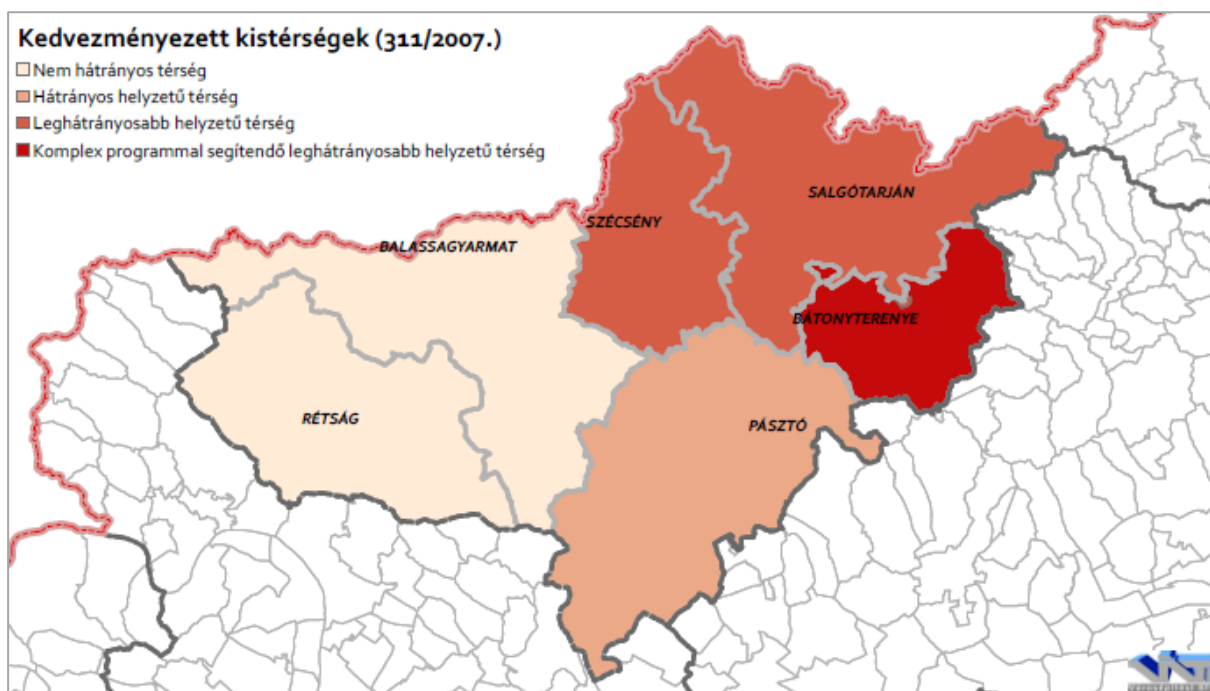 Kedvezményezett kistérségek (311/2007.)
Nem hátrányos térség
Hátrányos helyzetű térség
Leghátrányosabb helyzetű térség
Komplex programmal segítendő leghátrányosabb helyzetű térség
SALGÓTARJÁN
SZÉCSÉNY
BALASSAGYARMAT
BÁTONYTERENYE
RÉTSÁG
PÁSZTÓ